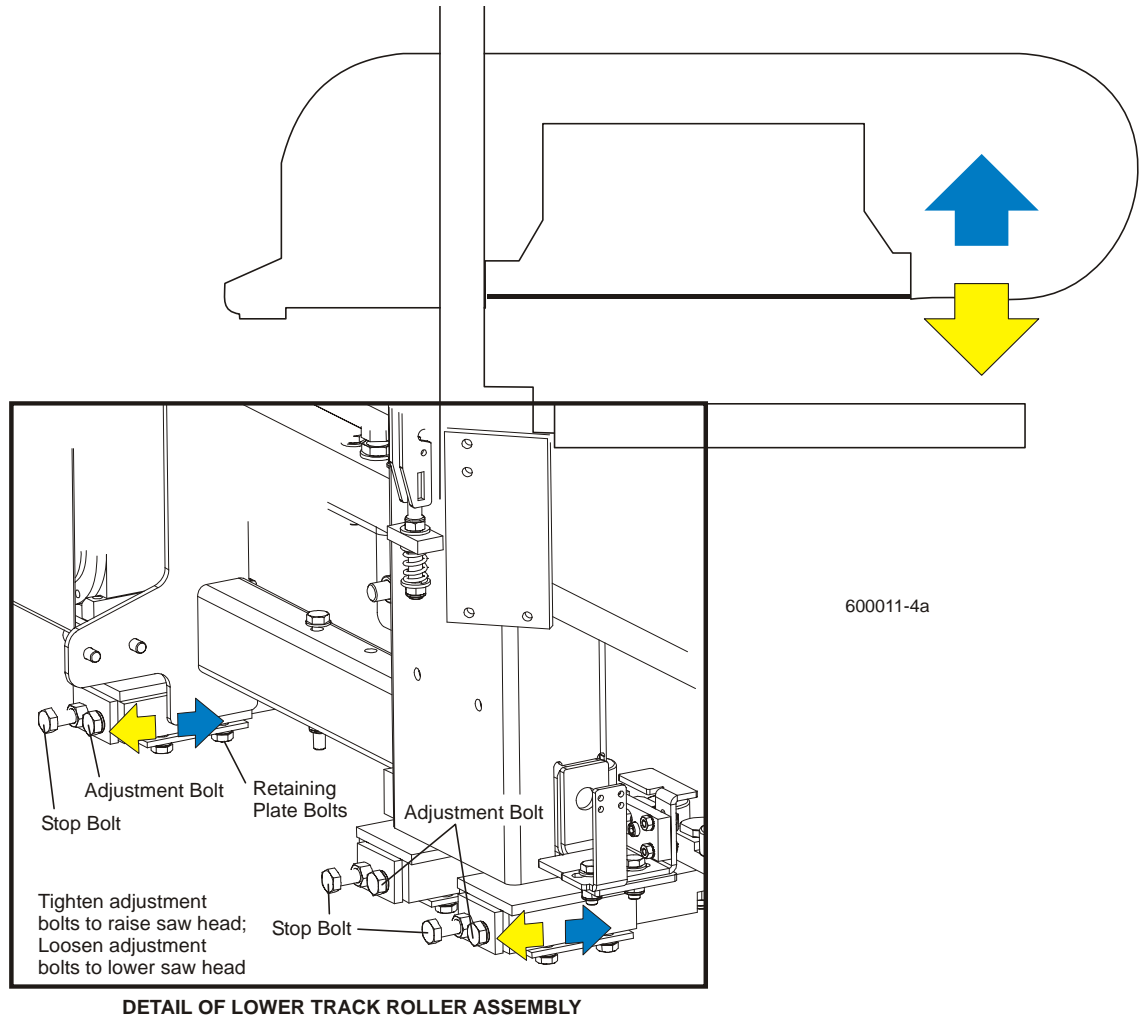 600011-4a
Adjustment Bolt
Stop Bolt
Retaining
Plate Bolts
Adjustment Bolt
Stop Bolt
Tighten adjustment
bolts to raise saw head;
Loosen adjustment
bolts to lower saw head
DETAIL OF LOWER TRACK ROLLER ASSEMBLY